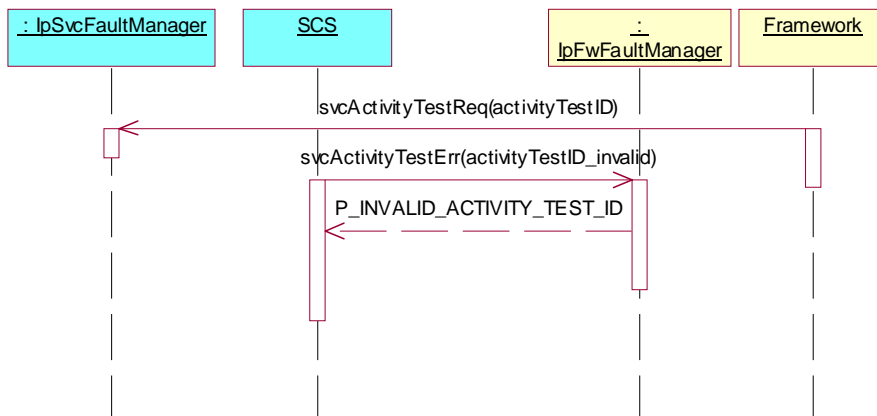 : IpSvcFaultManager
SCS
:
IpFwFaultManager
Framework
svcActivityTestReq(activityTestID)
svcActivityTestErr(activityTestID_invalid)
P_INVALID_ACTIVITY_TEST_ID